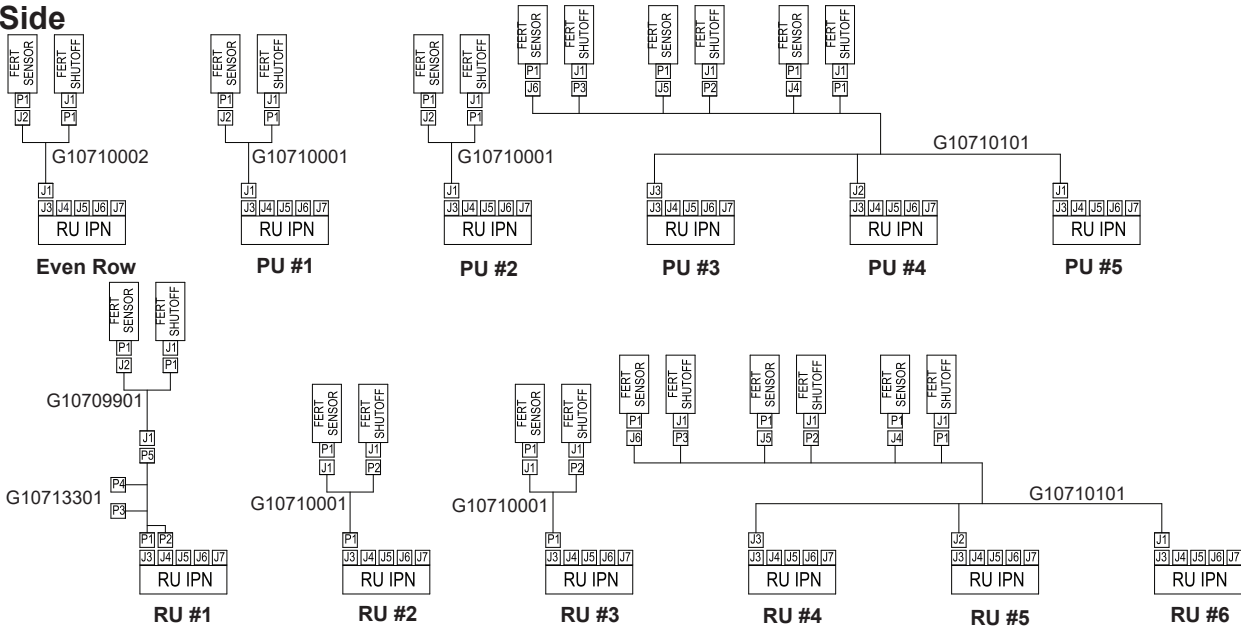 Side
FERT SENSOR FERT SHUTOFF FERT SENSOR FERT SHUTOFF FERT SENSOR FERT SHUTOFF FERT SENSOR FERT SHUTOFF FERT SENSOR FERT SHUTOFF FERT SENSOR FERT SHUTOFF
P1 J1 P1 J1 P1 J1 P1 J1 P1 J1 P1 J1
J2 P1 J2 P1 J2 P1 J6 P3 J5 P2 J4 P1
G10710002 G10710001 G10710001 G10710101
J1 J1 J1 J3 J2 J1
J3 J4 J5 J6 J7 J3 J4 J5 J6 J7 J3 J4 J5 J6 J7 J3 J4 J5 J6 J7 J3 J4 J5 J6 J7 J3 J4 J5 J6 J7
RU IPN RU IPN RU IPN RU IPN RU IPN RU IPN
Even Row PU #1 PU #2 PU #3 PU #4 PU #5
FERT SENSOR FERT SHUTOFF
P1 J1
J2 P1
G10709901
J1
P5
P4
G10713301
P3
FERT SENSOR FERT SHUTOFF FERT SENSOR FERT SHUTOFF FERT SENSOR FERT SHUTOFF FERT SENSOR FERT SHUTOFF FERT SENSOR FERT SHUTOFF
P1 J1 P1 J1 P1 J1 P1 J1 P1 J1
J1 P2 J1 P2 J6 P3 J5 P2 J4 P1
G10710001 G10710001 G10710101
P1 P2 P1 P1 J3 J2 J1
J3 J4 J5 J6 J7 J3 J4 J5 J6 J7 J3 J4 J5 J6 J7 J3 J4 J5 J6 J7 J3 J4 J5 J6 J7 J3 J4 J5 J6 J7
RU IPN RU IPN RU IPN RU IPN RU IPN RU IPN
RU #1 RU #2 RU #3 RU #4 RU #5 RU #6